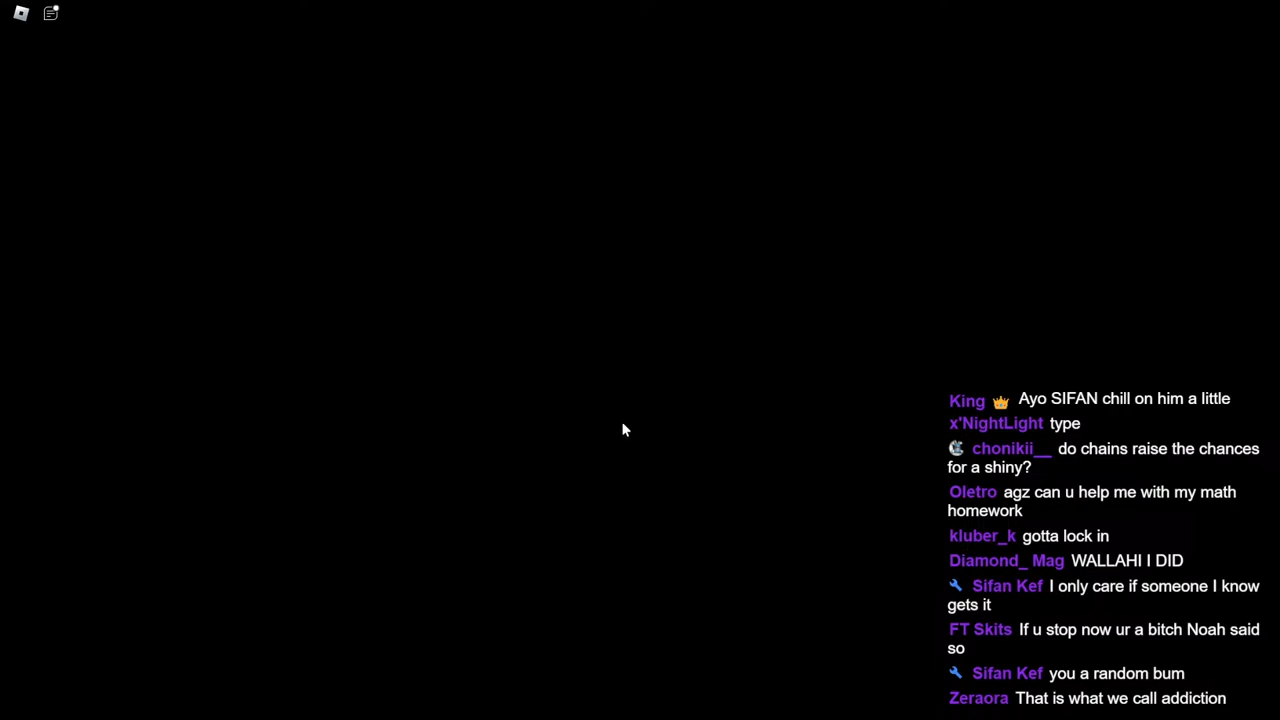 King 👑 Ayo SIFAN chill on him a little
x'NightLight type
chonikii__ do chains raise the chances
for a shiny?
Oletro agz can u help me with my math
homework
kluber_k gotta lock in
Diamond_ Mag WALLAHI I DID
Sifan Kef I only care if someone I know
gets it
FT Skits If u stop now ur a bitch Noah said
so
Sifan Kef you a random bum
Zeraora That is what we call addiction